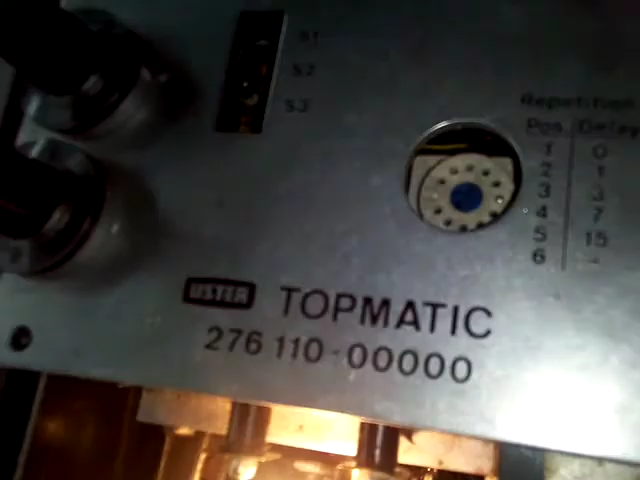 S1
S2
S3
Repetition
Pos. Delay
1 0
2 1
3 3
4 7
5 15
6 -
USTER TOPMATIC
276 110-00000